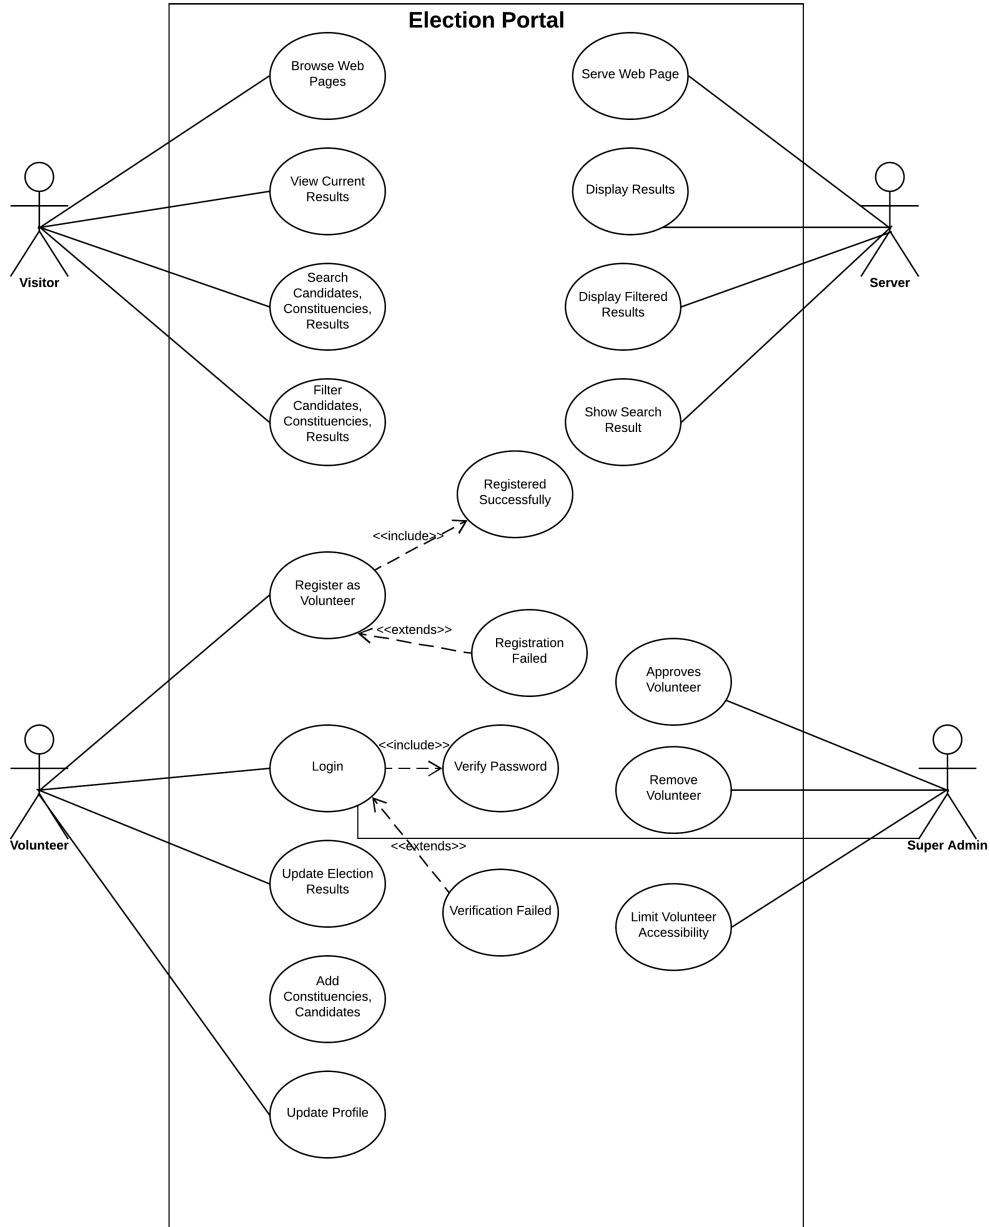 Election Portal
Browse Web
Pages
Serve Web Page
View Current
Results
Display Results
Visitor
Server
Search
Candidates,
Constituencies,
Results
Display Filtered
Results
Filter
Candidates,
Constituencies,
Results
Show Search
Result
Registered
Successfully
<<include>>
Register as
Volunteer
<<extends>>
Registration
Failed
Approves
Volunteer
Login
<<include>>
Verify Password
Remove
Volunteer
Volunteer
Super Admin
<<extends>>
Update Election
Results
Verification Failed
Limit Volunteer
Accessibility
Add
Constituencies,
Candidates
Update Profile